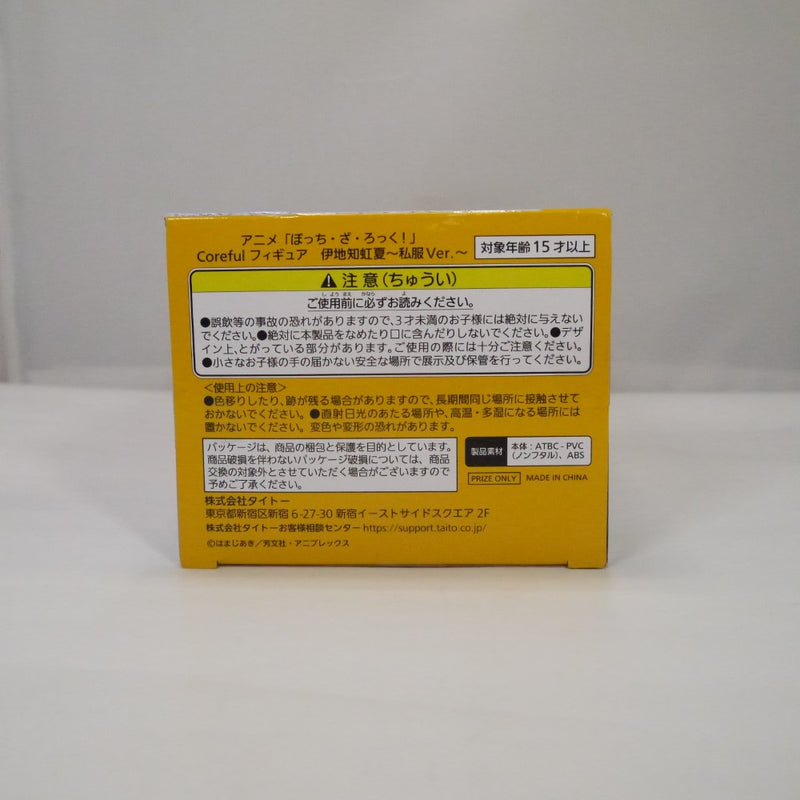 アニメ「ぼっち・ざ・ろっく!」
Coreful フィギュア 伊地知虹夏～私服Ver.～
対象年齢15才以上
⚠注意(ちゅうい)
しようまえ かなら よ
ご使用前に必ずお読みください。
●誤飲等の事故の恐れがありますので、3才未満のお子様には絶対に与えない
でください。●絶対に本製品をなめたり口に含んだりしないでください。●デザ
イン上、とがっている部分があります。ご使用の際には十分ご注意ください。
●小さなお子様の手の届かない安全な場所で展示及び保管を行ってください。
<使用上の注意>
●色移りしたり、跡が残る場合がありますので、長期間同じ場所に接触させて
おかないでください。●直射日光のあたる場所や、高温・多湿になる場所には
置かないでください。変色や変形の恐れがあります。
パッケージは、商品の梱包と保護を目的としています。
商品破損を伴わないパッケージ破損については、商品
交換の対象外とさせていただく場合がございますので
予めご了承ください。
製品素材
本体:ATBC-PVC
(ノンフタル)、ABS
PRIZE ONLY MADE IN CHINA
株式会社タイトー
東京都新宿区新宿 6-27-30 新宿イーストサイドスクエア 2F
株式会社タイトーお客様相談センター https://support.taito.co.jp/
©はまじあき/芳文社・アニプレックス